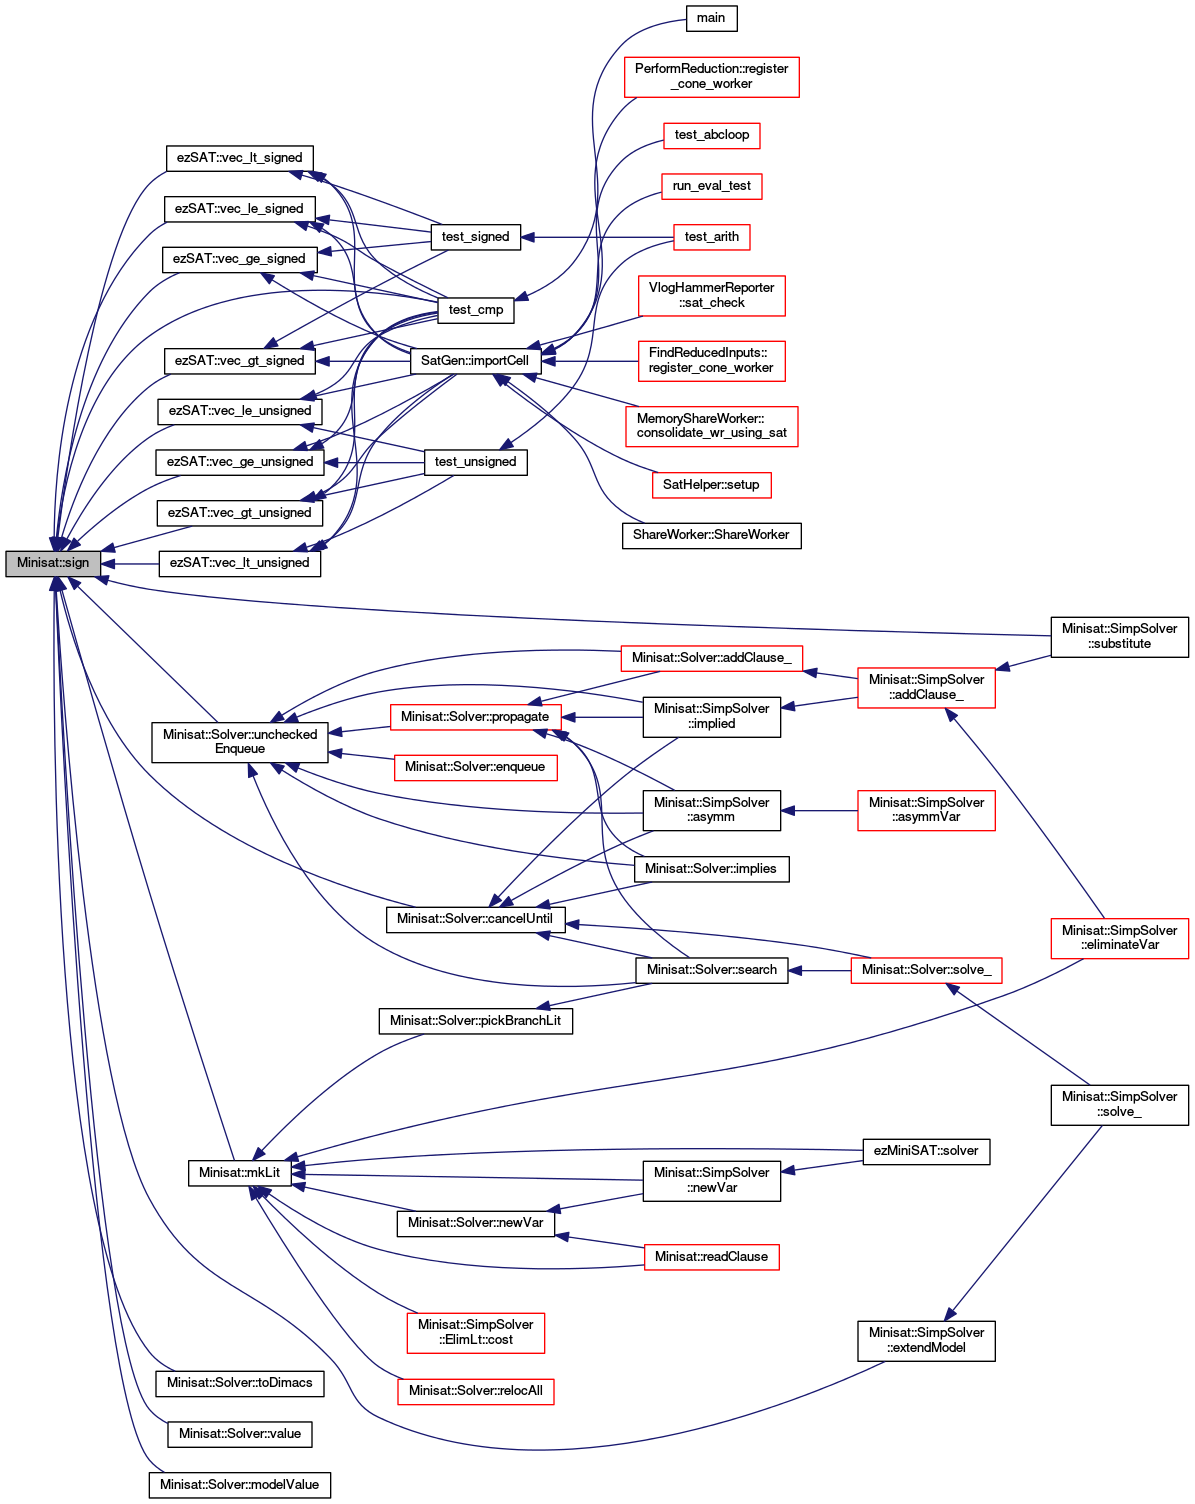 main
PerformReduction::register
_cone_worker
test_abcloop
ezSAT::vec_lt_signed
run_eval_test
ezSAT::vec_le_signed
test_signed
test_arith
ezSAT::vec_ge_signed
VlogHammerReporter
::sat_check
test_cmp
ezSAT::vec_gt_signed
SatGen::importCell
FindReducedInputs::
register_cone_worker
ezSAT::vec_le_unsigned
MemoryShareWorker::
consolidate_wr_using_sat
ezSAT::vec_ge_unsigned
test_unsigned
SatHelper::setup
ezSAT::vec_gt_unsigned
ShareWorker::ShareWorker
Minisat::sign
ezSAT::vec_lt_unsigned
Minisat::SimpSolver
::substitute
Minisat::Solver::addClause_
Minisat::SimpSolver
::addClause_
Minisat::Solver::propagate
Minisat::SimpSolver
::implied
Minisat::Solver::unchecked
Enqueue
Minisat::Solver::enqueue
Minisat::SimpSolver
::asymm
Minisat::SimpSolver
::asymmVar
Minisat::Solver::implies
Minisat::Solver::cancelUntil
Minisat::SimpSolver
::eliminateVar
Minisat::Solver::search
Minisat::Solver::solve_
Minisat::Solver::pickBranchLit
Minisat::SimpSolver
::solve_
ezMiniSAT::solver
Minisat::mkLit
Minisat::SimpSolver
::newVar
Minisat::Solver::newVar
Minisat::readClause
Minisat::SimpSolver
::ElimLt::cost
Minisat::SimpSolver
::extendModel
Minisat::Solver::toDimacs
Minisat::Solver::relocAll
Minisat::Solver::value
Minisat::Solver::modelValue